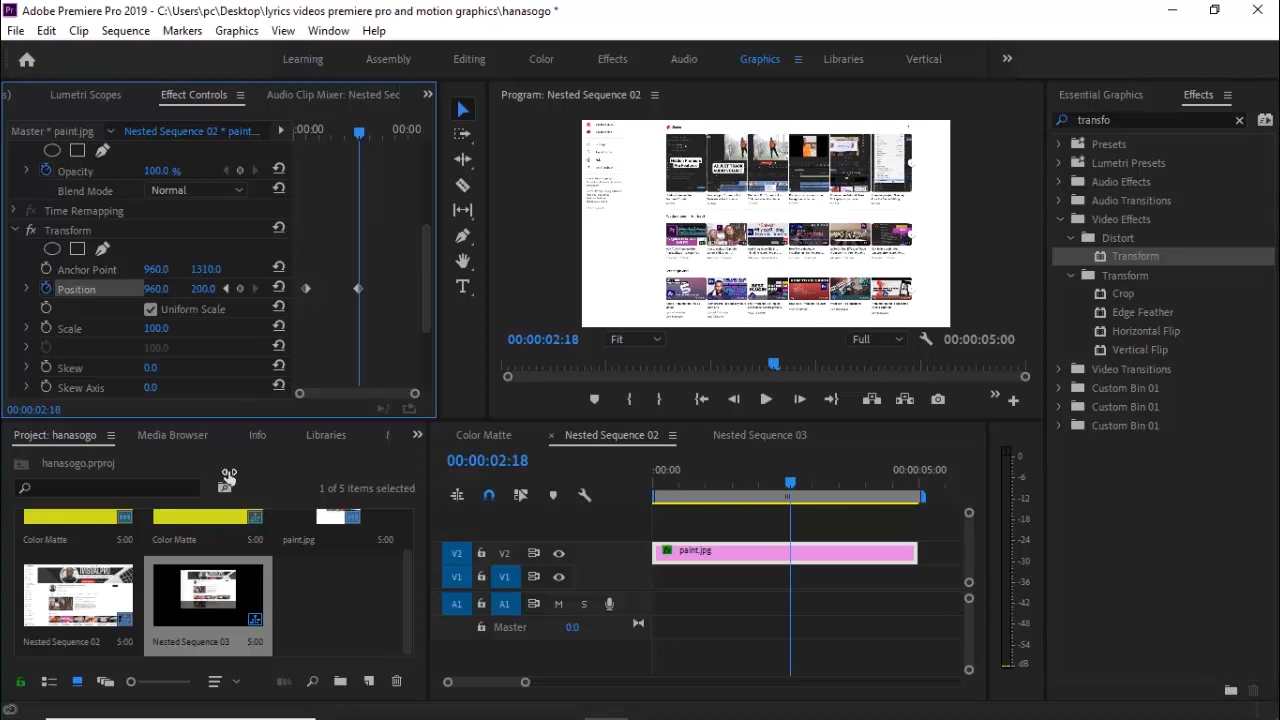 Adobe Premiere Pro 2019 - C:\Users\pc\Desktop\lyrics videos premiere pro and motion graphics\hanasogo *
File Edit Clip Sequence Markers Graphics View Window Help
Learning Assembly Editing Color Effects Audio Graphics Libraries Vertical
s) Lumetri Scopes Effect Controls Audio Clip Mixer: Nested Sec
Program: Nested Sequence 02
Essential Graphics Effects
Master * paint.jpg Nested Sequence 02 * paint... :00:00 00:00
transfo
Opacity 100.0 %
Blend Mode Normal
Time Remapping
Transform
Anchor Point 960.0 1310.0
Position 960.0 200.0
Scale 100.0
100.0
Skew 0.0
Skew Axis 0.0
00:00:02:18
MOTION PREMIERE Pro Features
ADJUST TRACK AUDIO VOLUME
00:00:02:18 Fit Full 00:00:05:00
Presets
Lumetri Presets
Audio Effects
Audio Transitions
Video Effects
Distort
Transform
Transform
Crop
Edge Feather
Horizontal Flip
Vertical Flip
Video Transitions
Custom Bin 01
Custom Bin 01
Custom Bin 01
Project: hanasogo Media Browser Info Libraries
hanasogo.prproj
1 of 5 items selected
Color Matte 5:00
Color Matte 5:00
paint.jpg 5:00
Nested Sequence 02 5:00
Nested Sequence 03 5:00
Color Matte Nested Sequence 02 Nested Sequence 03
00:00:02:18
:00:00 00:00:05:00
V2 V2 paint.jpg
V1 V1
A1 A1 M S
Master 0.0
0
-6
-12
-18
-24
-30
-36
-42
-48
-54
dB